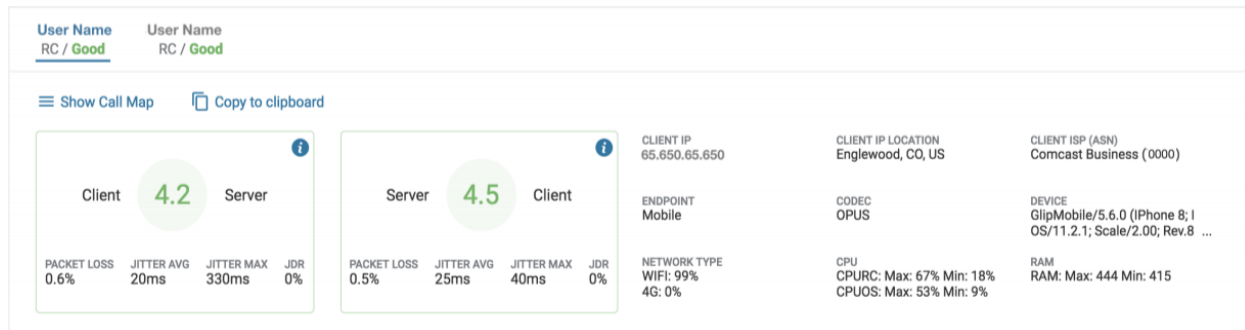 User Name User Name
RC / Good RC / Good
Show Call Map Copy to clipboard
Client 4.2 Server
PACKET LOSS JITTER AVG JITTER MAX JDR
0.6% 20ms 330ms 0%
Server 4.5 Client
PACKET LOSS JITTER AVG JITTER MAX JDR
0.5% 25ms 40ms 0%
CLIENT IP
65.650.65.650
CLIENT IP LOCATION
Englewood, CO, US
CLIENT ISP (ASN)
Comcast Business (0000)
ENDPOINT
Mobile
CODEC
OPUS
DEVICE
GlipMobile/5.6.0 (IPhone 8; I
OS/11.2.1; Scale/2.00; Rev.8 ...
NETWORK TYPE
WIFI: 99%
4G: 0%
CPU
CPURC: Max: 67% Min: 18%
CPUOS: Max: 53% Min: 9%
RAM
RAM: Max: 444 Min: 415